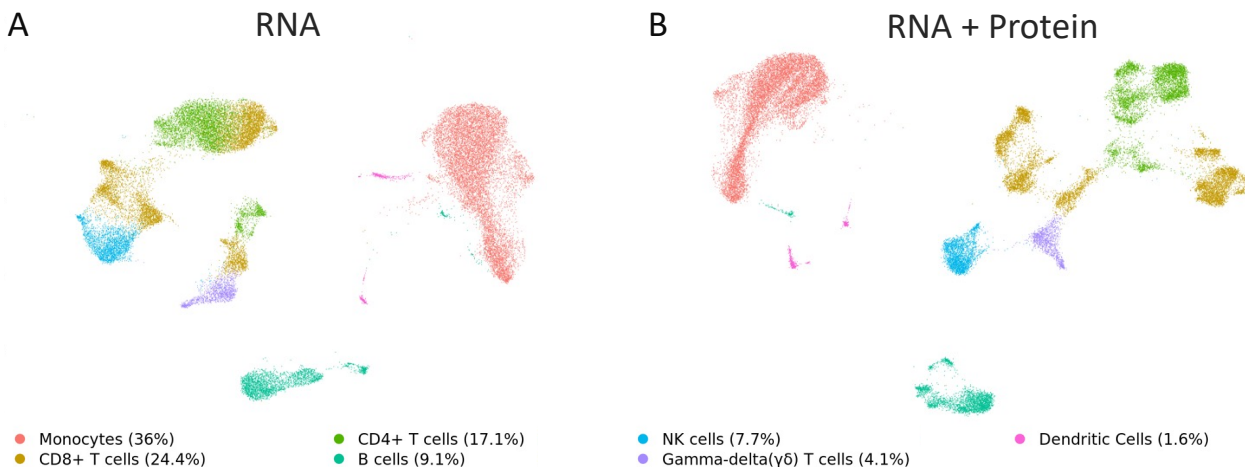 A RNA B RNA + Protein
Monocytes (36%) CD4+ T cells (17.1%) NK cells (7.7%) Dendritic Cells (1.6%)
CD8+ T cells (24.4%) B cells (9.1%) Gamma-delta(γδ) T cells (4.1%)